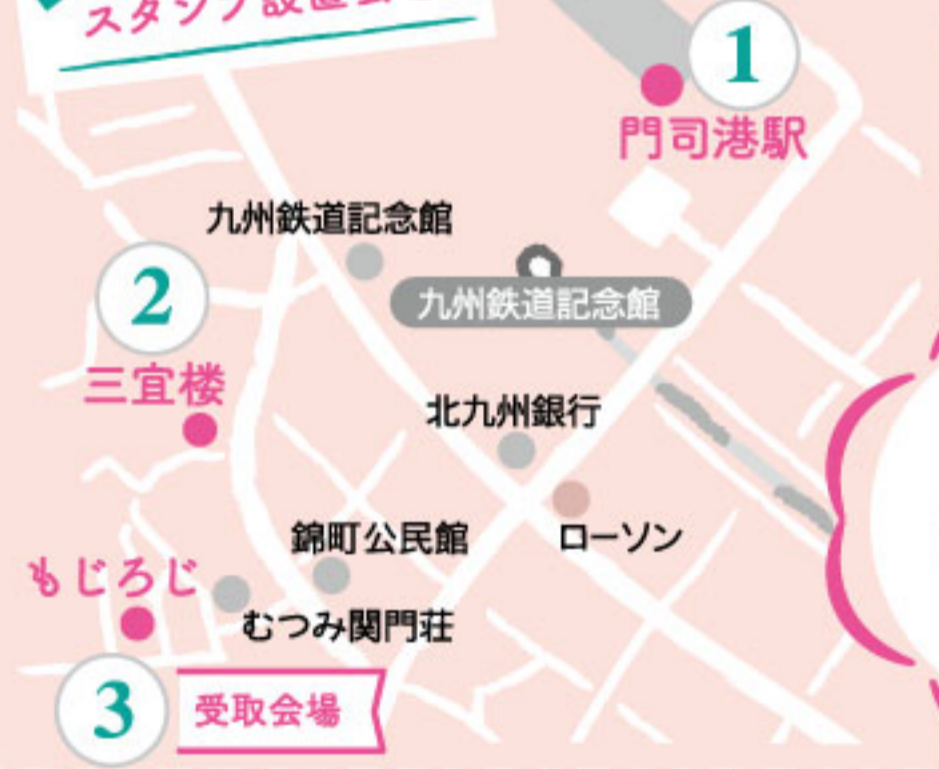 1
門司港駅
九州鉄道記念館
九州鉄道記念館
2
三宜楼
北九州銀行
錦町公民館
ローソン
もじろじ
むつみ関門荘
3
受取会場